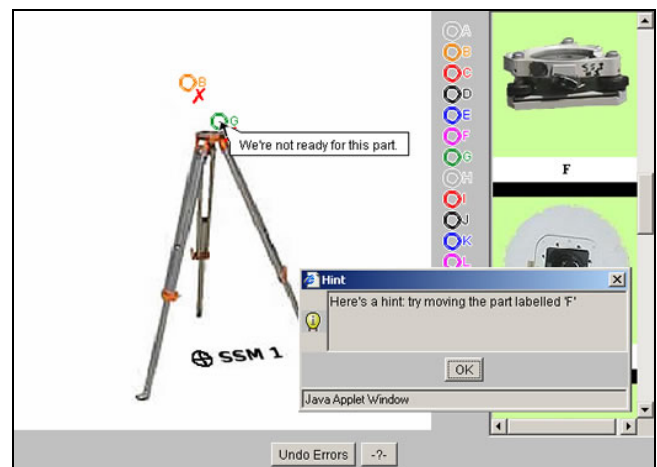 B
X
G
We're not ready for this part.
SSM 1
A
B
C
D
E
F
G
H
I
J
K
L
F
Hint
Here's a hint: try moving the part labelled 'F'
OK
Java Applet Window
Undo Errors
-?-